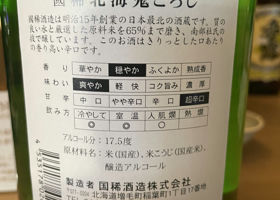 國稀北海鬼ころし
国稀酒造は明治15年創業の日本最北の酒蔵です。良
質の良い水と厳選した原料米を65%まで磨き、南部杜氏の
技で醸しています。このお酒はきりっとした口あたり
の香り高い辛口です。
香り 華やか 穏やか ふくよか 熟成香
味わい 爽やか 軽快 コク旨み 濃厚
甘辛 中口 やや辛口 辛口 超辛口
飲み方 冷やして 室温 人肌燗 熱燗
アルコール分：17.5度
原材料名：米(国産)、米こうじ(国産)
醸造アルコール
製造者 国稀酒造株式会社
北海道増毛町稲葉町1丁目17番地